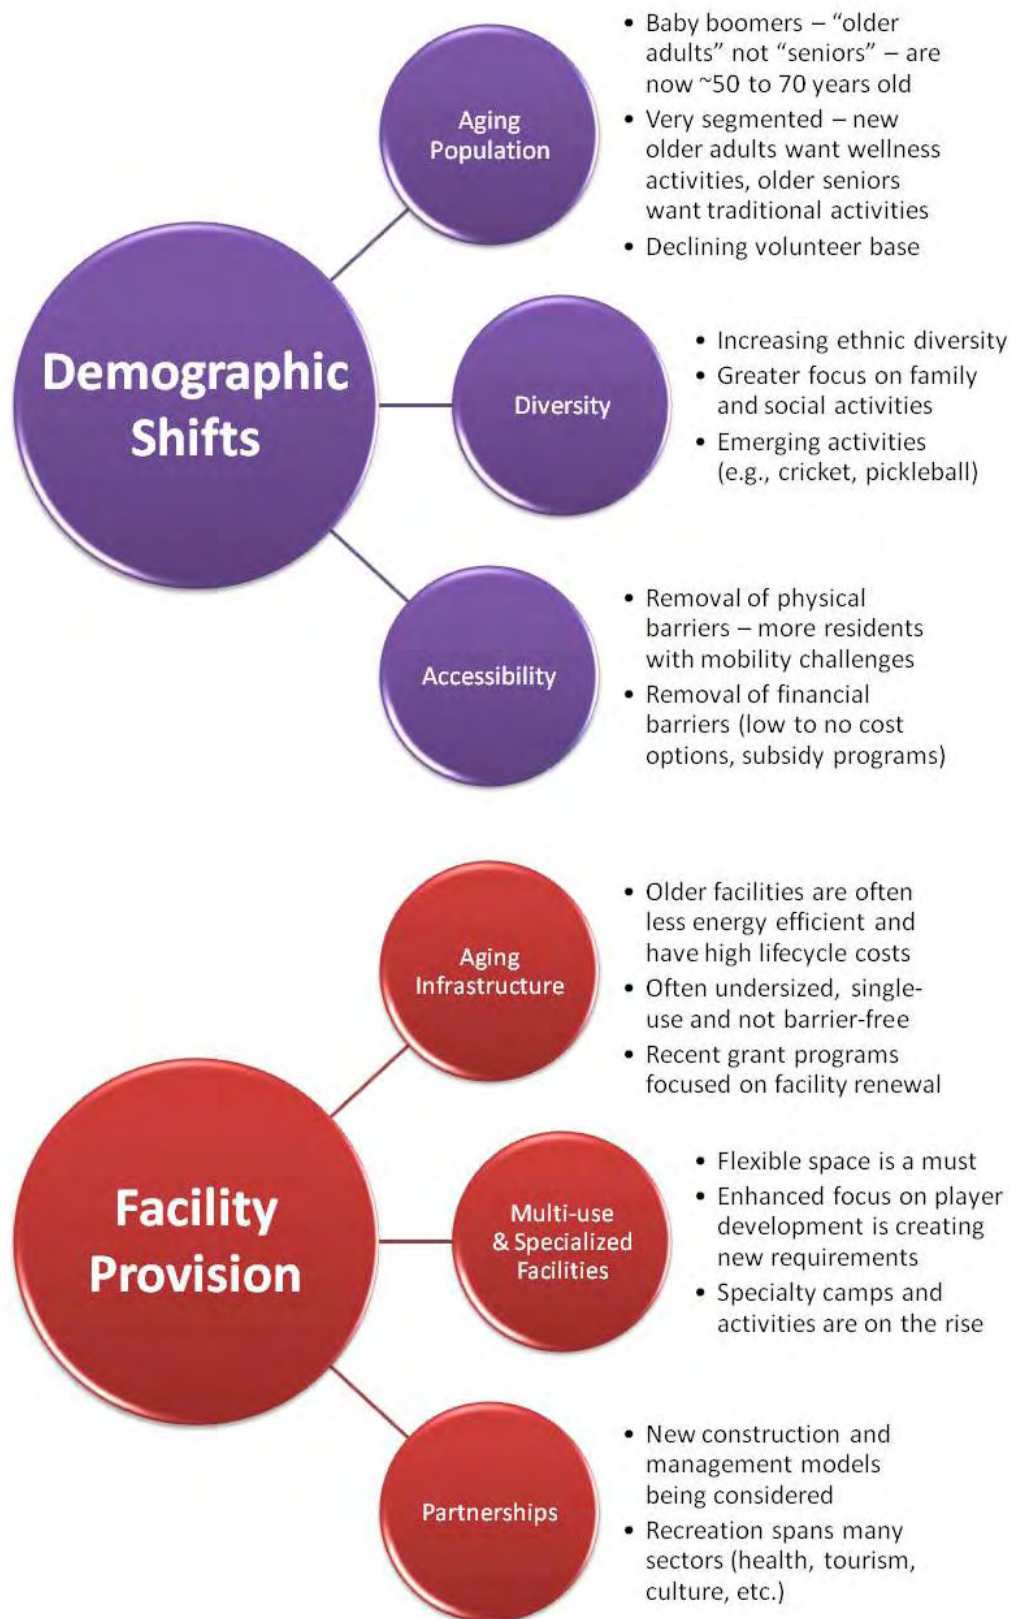 Demographic
Shifts
Aging
Population
• Baby boomers – “older
adults” not “seniors” – are
now ~50 to 70 years old
• Very segmented – new
older adults want wellness
activities, older seniors
want traditional activities
• Declining volunteer base
Diversity
• Increasing ethnic diversity
• Greater focus on family
and social activities
• Emerging activities
(e.g., cricket, pickleball)
Accessibility
• Removal of physical
barriers – more residents
with mobility challenges
• Removal of financial
barriers (low to no cost
options, subsidy programs)
Facility
Provision
Aging
Infrastructure
• Older facilities are often
less energy efficient and
have high lifecycle costs
• Often undersized, single-
use and not barrier-free
• Recent grant programs
focused on facility renewal
Multi-use
& Specialized
Facilities
• Flexible space is a must
• Enhanced focus on player
development is creating
new requirements
• Specialty camps and
activities are on the rise
Partnerships
• New construction and
management models
being considered
• Recreation spans many
sectors (health, tourism,
culture, etc.)